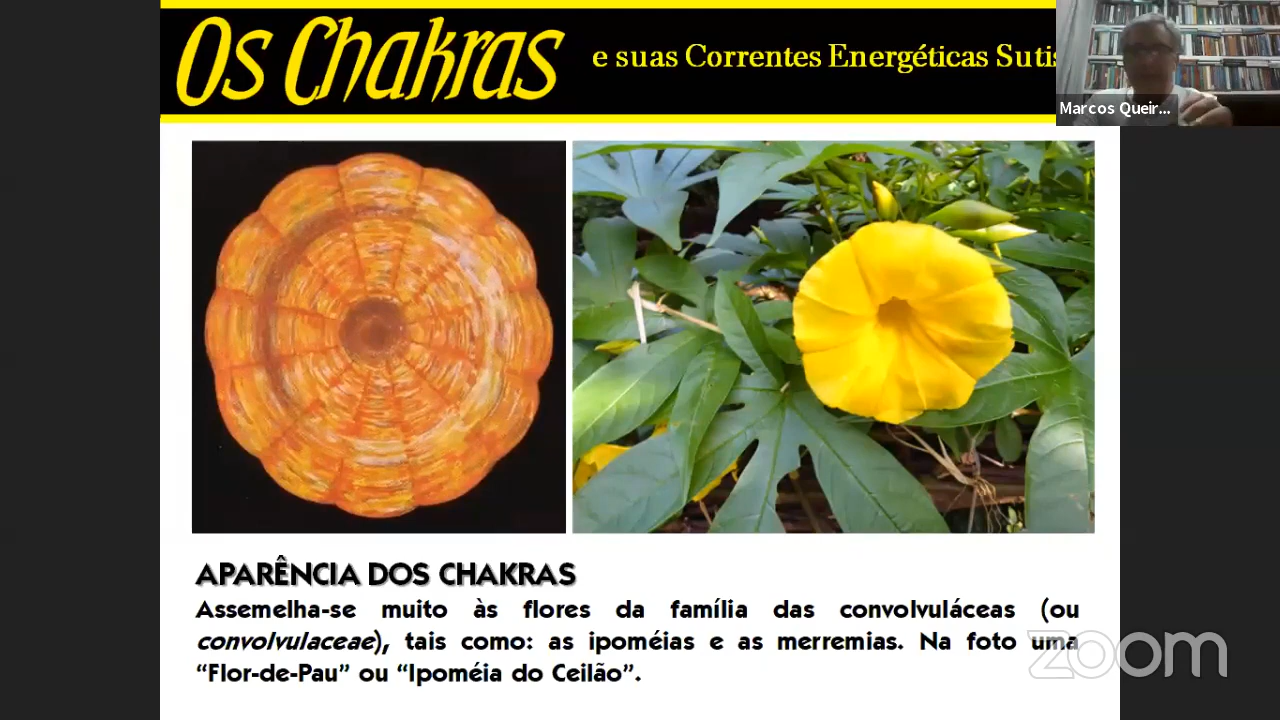 Os Chakras e suas Correntes Energéticas Sutis
Marcos Queir...
APARÊNCIA DOS CHAKRAS
Assemelha-se muito às flores da família das convolvuláceas (ou
convolvulaceae), tais como: as ipoméias e as merremias. Na foto uma
“Flor-de-Pau” ou “Ipoméia do Ceilão”.
zoom